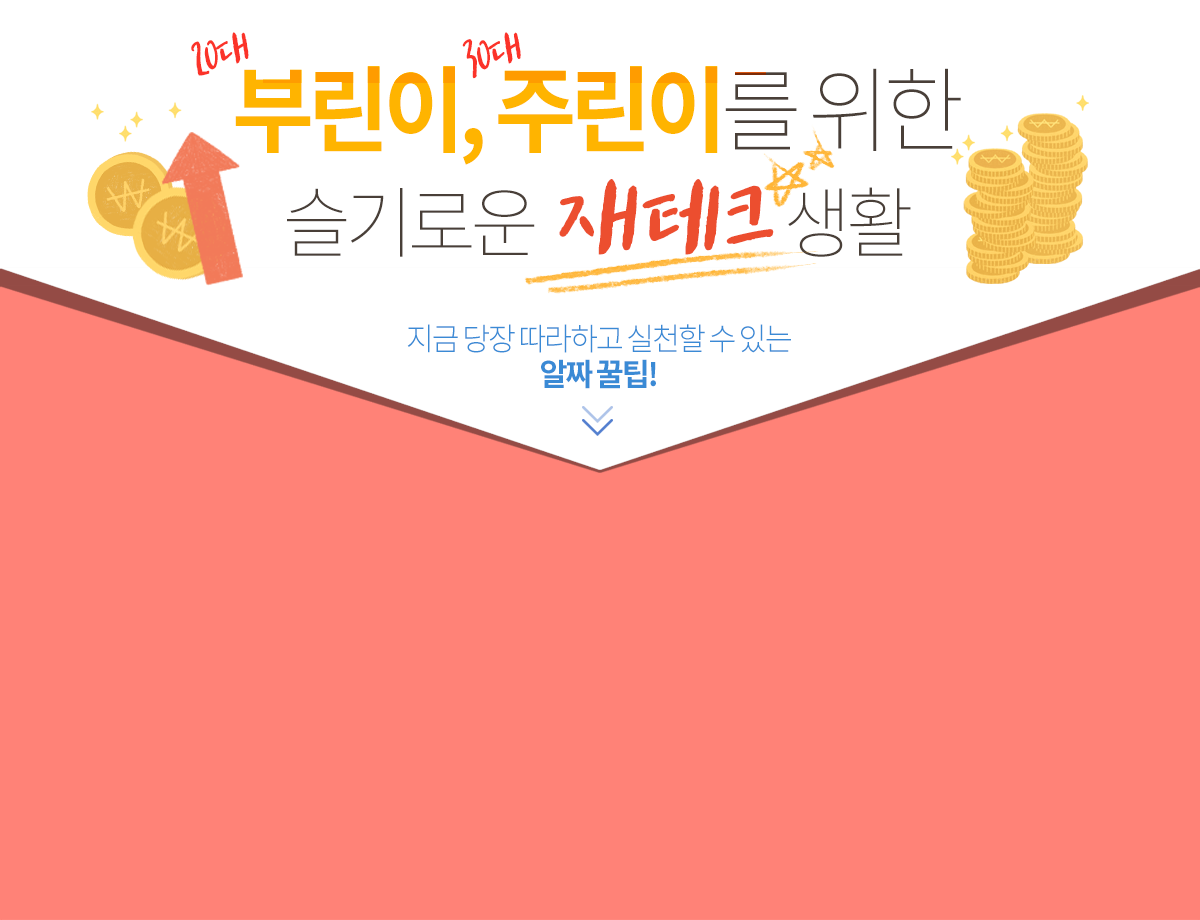 20대 30대
부린이, 주린이를 위한
슬기로운 재테크 생활
지금 당장 따라하고 실천할 수 있는
알짜 꿀팁!